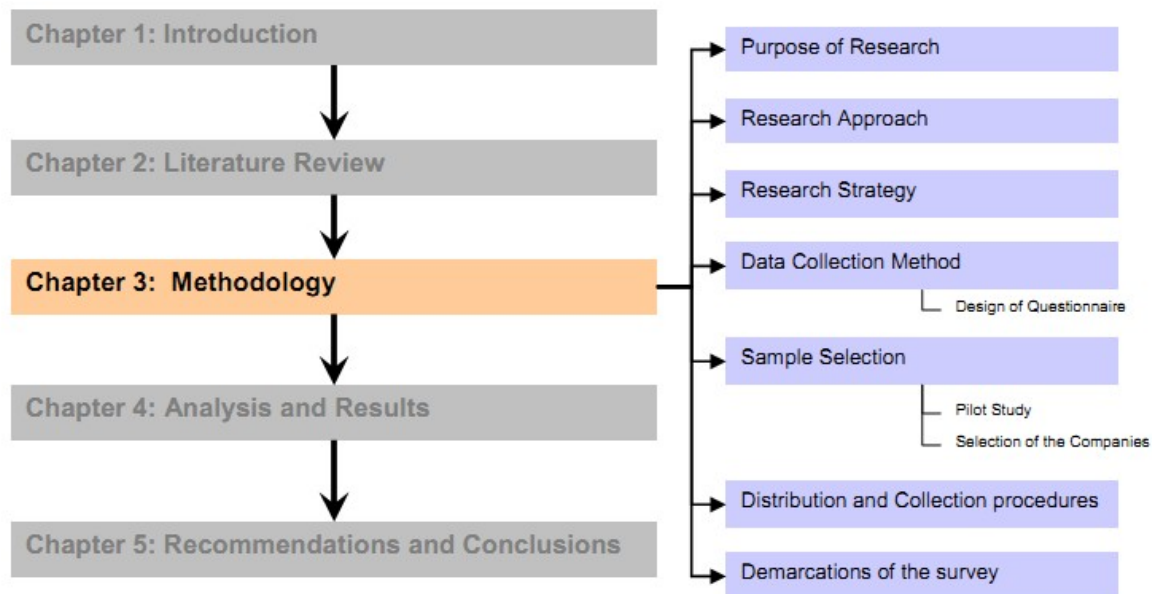 Chapter 1: Introduction
Chapter 2: Literature Review
Chapter 3: Methodology
Chapter 4: Analysis and Results
Chapter 5: Recommendations and Conclusions
Purpose of Research
Research Approach
Research Strategy
Data Collection Method
Design of Questionnaire
Sample Selection
Pilot Study
Selection of the Companies
Distribution and Collection procedures
Demarcations of the survey